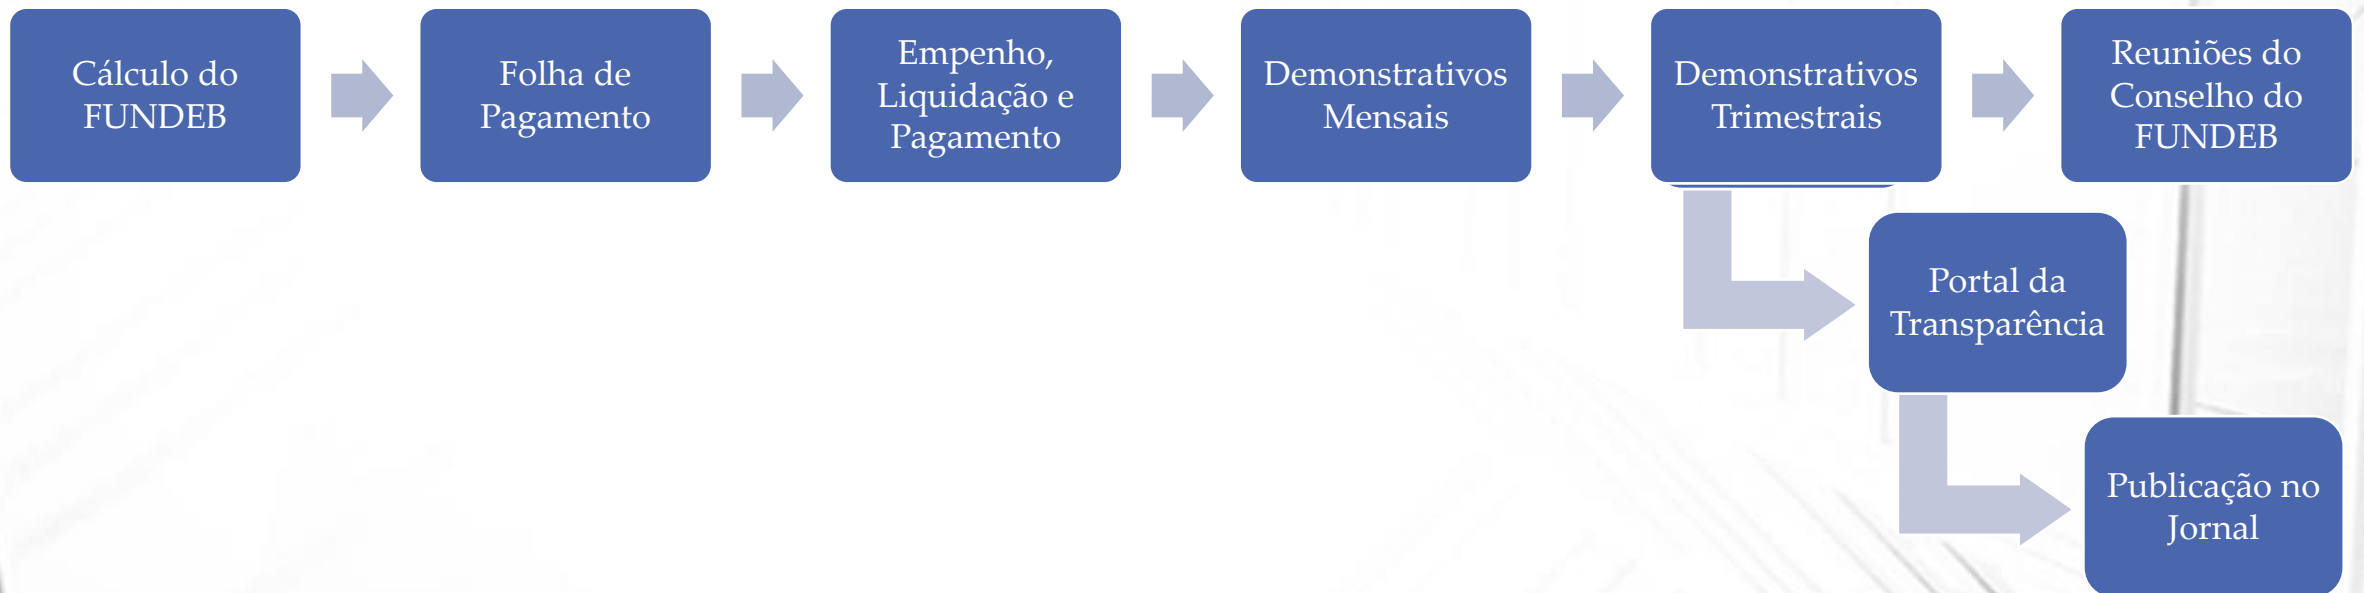 Cálculo do
FUNDEB
Folha de
Pagamento
Empenho,
Liquidação e
Pagamento
Demonstrativos
Mensais
Demonstrativos
Trimestrais
Reuniões do
Conselho do
FUNDEB
Portal da
Transparência
Publicação no
Jornal